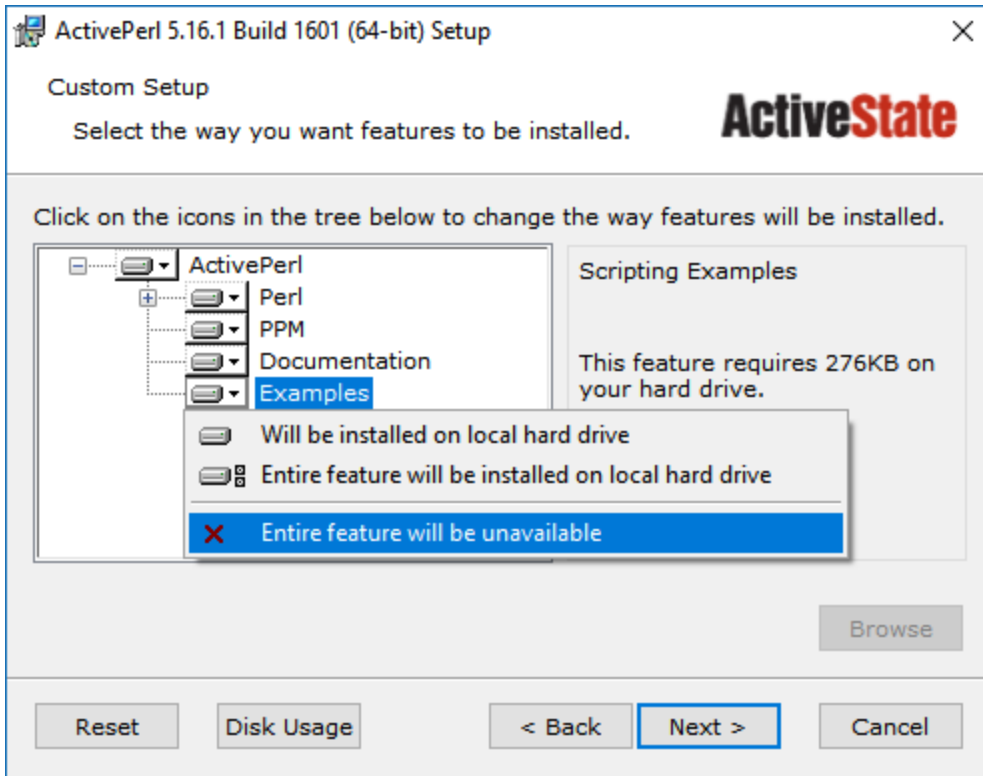 ActivePerl 5.16.1 Build 1601 (64-bit) Setup
Custom Setup
Select the way you want features to be installed.
ActiveState
Click on the icons in the tree below to change the way features will be installed.
ActivePerl
Perl
PPM
Documentation
Examples
Scripting Examples
This feature requires 276KB on
your hard drive.
Will be installed on local hard drive
Entire feature will be installed on local hard drive
Entire feature will be unavailable
Browse
Reset
Disk Usage
< Back
Next >
Cancel